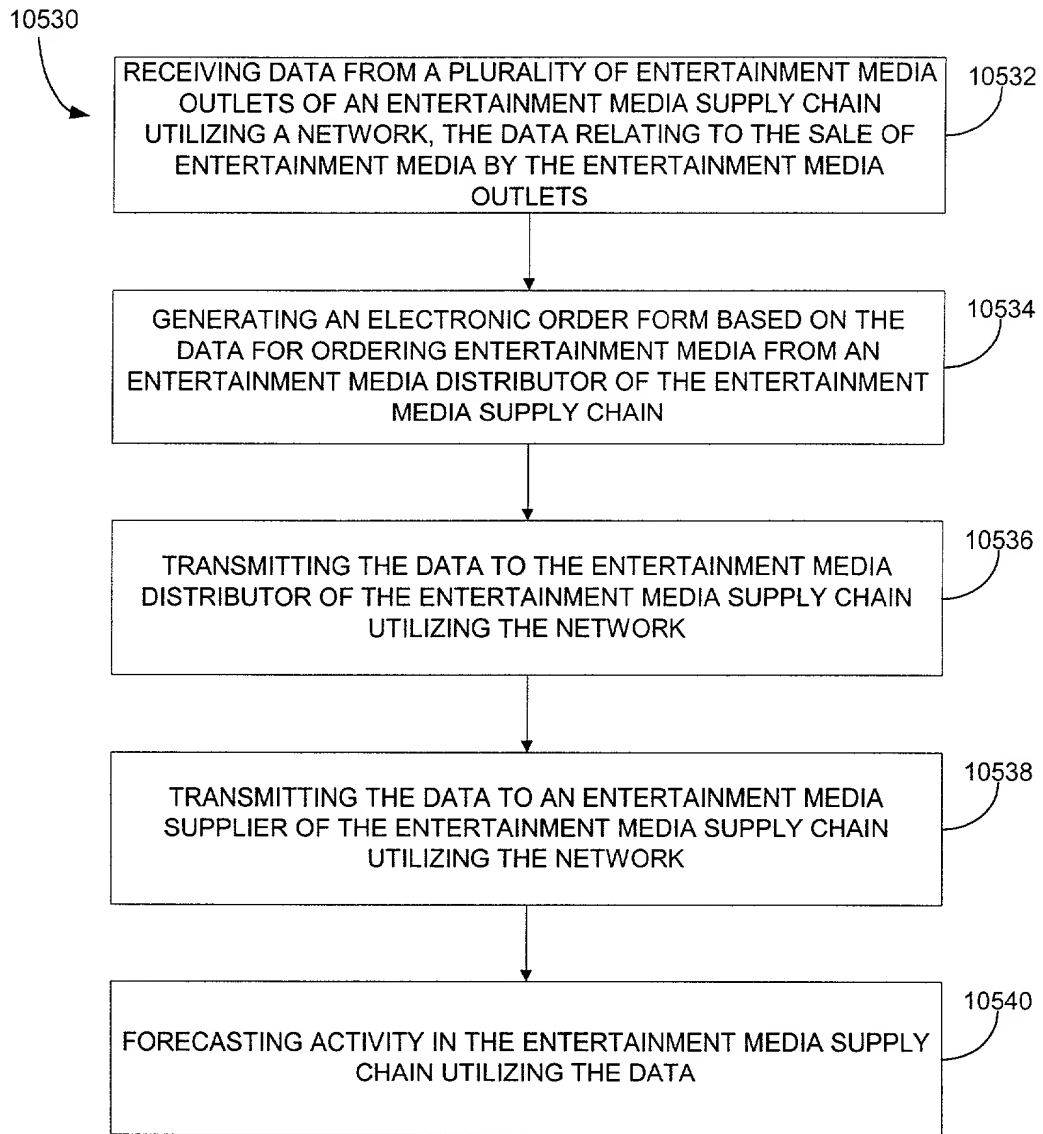 10530
RECEIVING DATA FROM A PLURALITY OF ENTERTAINMENT MEDIA
OUTLETS OF AN ENTERTAINMENT MEDIA SUPPLY CHAIN
UTILIZING A NETWORK, THE DATA RELATING TO THE SALE OF
ENTERTAINMENT MEDIA BY THE ENTERTAINMENT MEDIA
OUTLETS
10532
GENERATING AN ELECTRONIC ORDER FORM BASED ON THE
DATA FOR ORDERING ENTERTAINMENT MEDIA FROM AN
ENTERTAINMENT MEDIA DISTRIBUTOR OF THE ENTERTAINMENT
MEDIA SUPPLY CHAIN
10534
TRANSMITTING THE DATA TO THE ENTERTAINMENT MEDIA
DISTRIBUTOR OF THE ENTERTAINMENT MEDIA SUPPLY CHAIN
UTILIZING THE NETWORK
10536
TRANSMITTING THE DATA TO AN ENTERTAINMENT MEDIA
SUPPLIER OF THE ENTERTAINMENT MEDIA SUPPLY CHAIN
UTILIZING THE NETWORK
10538
FORECASTING ACTIVITY IN THE ENTERTAINMENT MEDIA SUPPLY
CHAIN UTILIZING THE DATA
10540